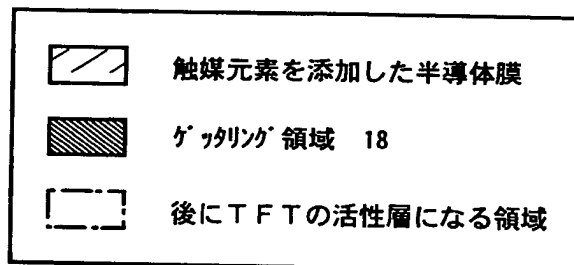 触媒元素を添加した半導体膜
ｹﾞｯﾀﾘﾝｸﾞ領域 18
後にＴＦＴの活性層になる領域